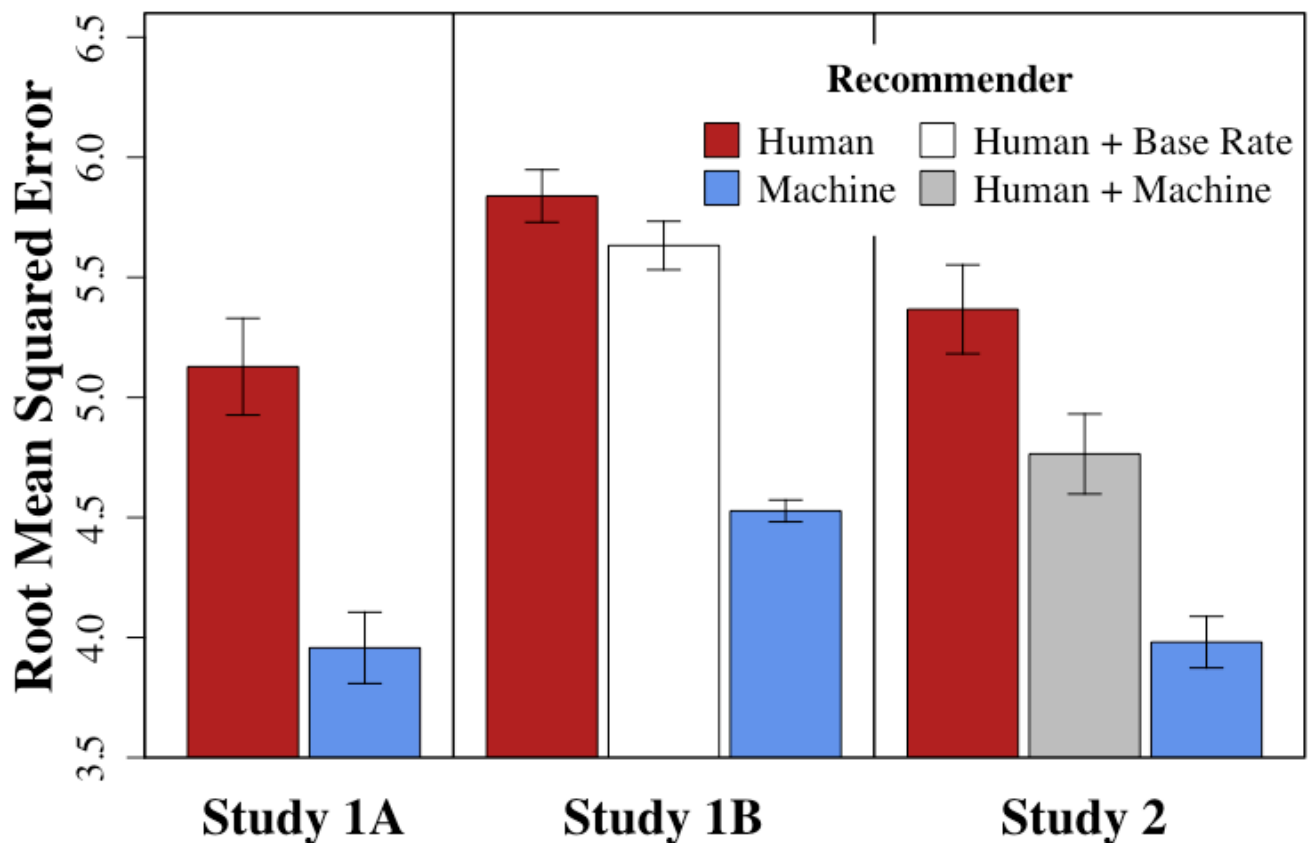 Root Mean Squared Error
6.5
6.0
5.5
5.0
4.5
4.0
3.5
Recommender
Human
Human + Base Rate
Machine
Human + Machine
Study 1A
Study 1B
Study 2